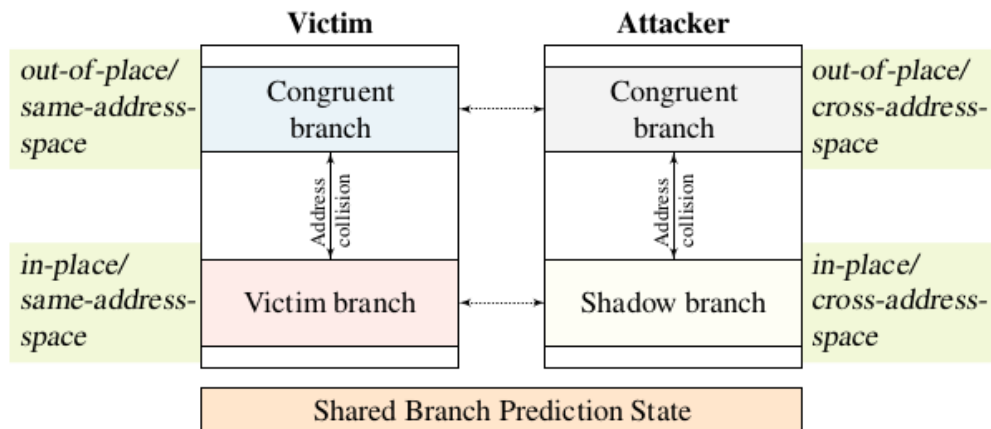 Victim
Attacker
out-of-place/
same-address-
space
Congruent
branch
Congruent
branch
out-of-place/
cross-address-
space
Address
collision
Address
collision
in-place/
same-address-
space
Victim branch
Shadow branch
in-place/
cross-address-
space
Shared Branch Prediction State